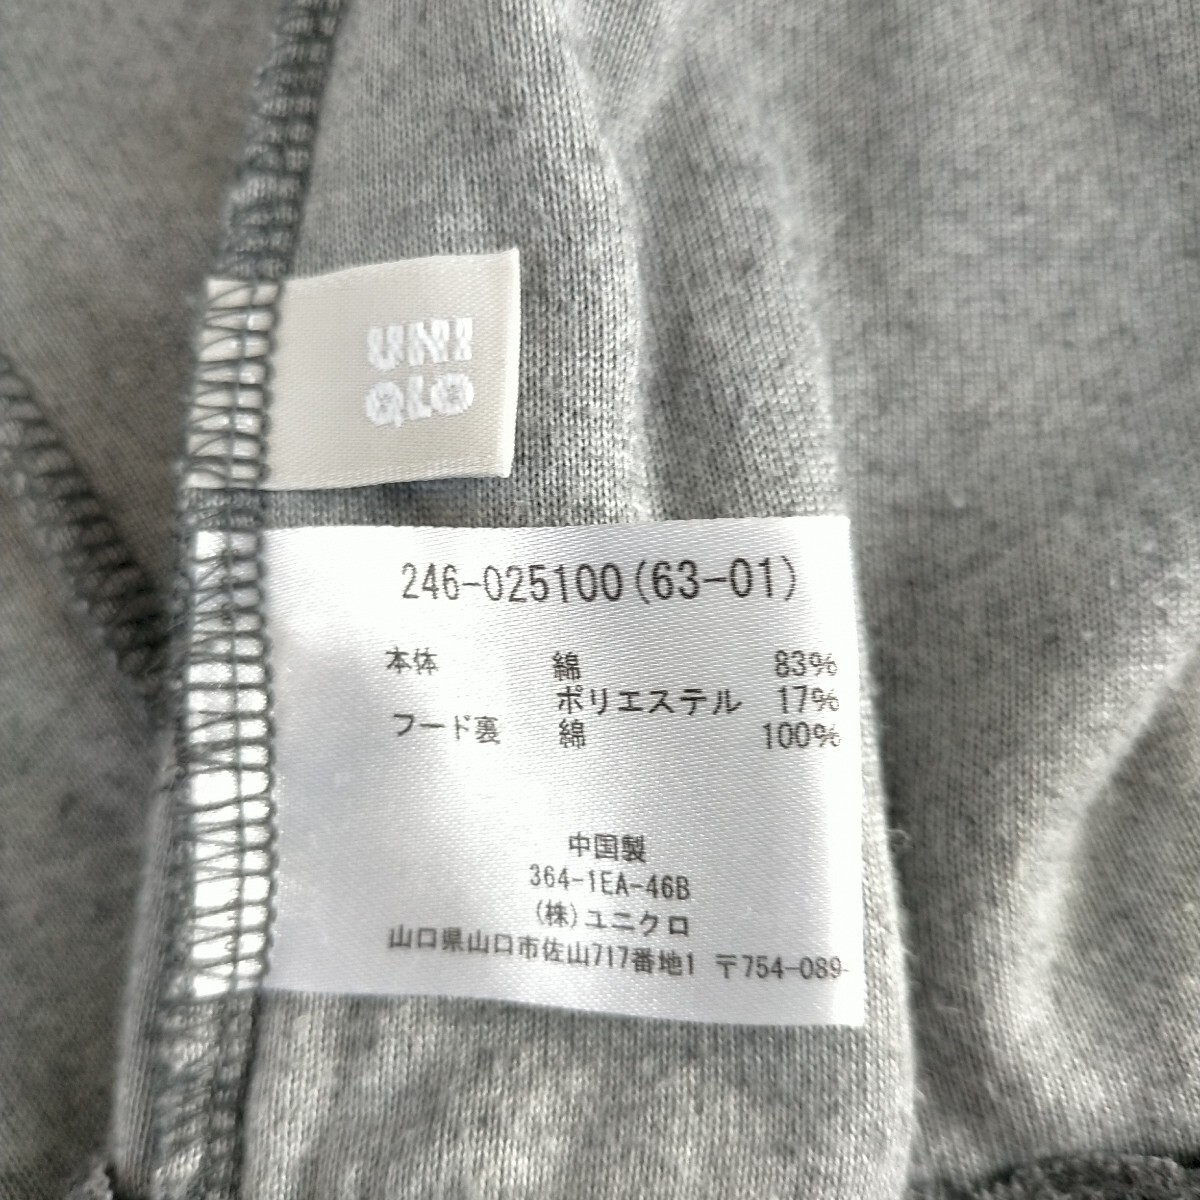 UNI
QLO
246-025100(63-01)
本体 綿 83%
ポリエステル 17%
フード裏 綿 100%
中国製
364-1EA-46B
(株)ユニクロ
山口県山口市佐山717番地1 〒754-089-